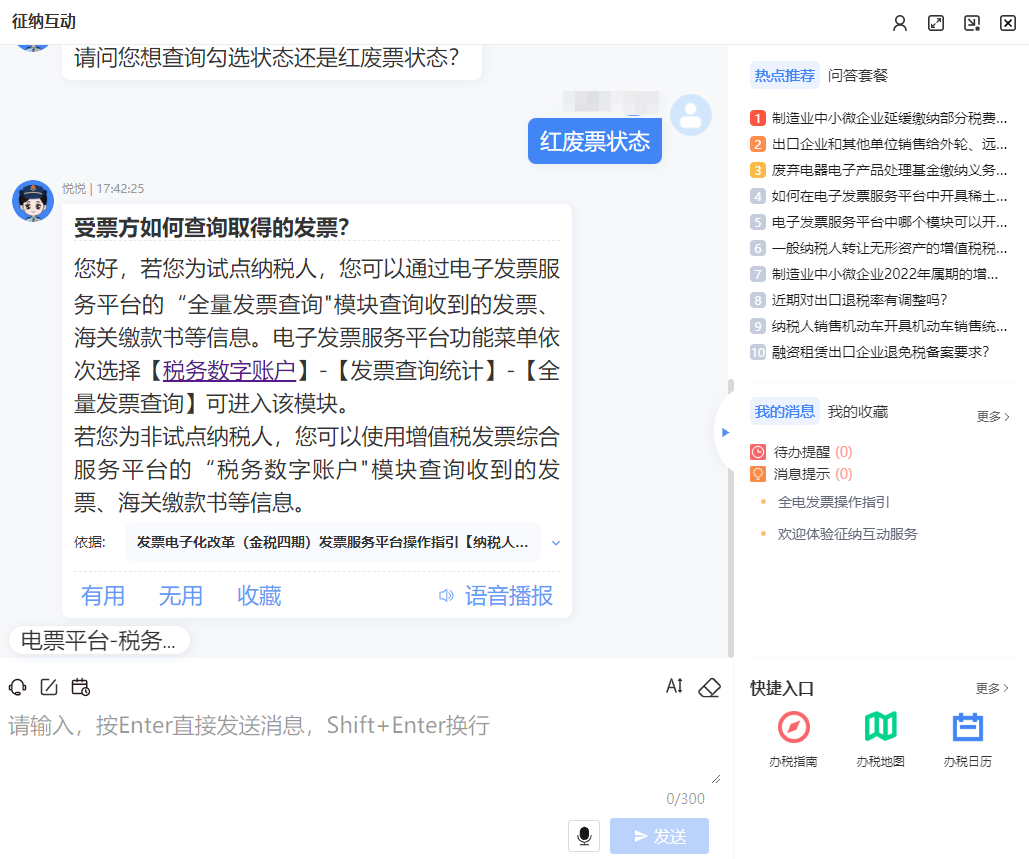 征纳互动
请问您想查询勾选状态还是红废票状态？
红废票状态
悦悦 | 17:42:25
受票方如何查询取得的发票？
您好，若您为试点纳税人，您可以通过电子发票服
务平台的“全量发票查询"模块查询收到的发票、
海关缴款书等信息。电子发票服务平台功能菜单依
次选择【税务数字账户】-【发票查询统计】-【全
量发票查询】可进入该模块。
若您为非试点纳税人，您可以使用增值税发票综合
服务平台的“税务数字账户"模块查询收到的发
票、海关缴款书等信息。
依据: 发票电子化改革（金税四期）发票服务平台操作指引【纳税人...
有用 无用 收藏 语音播报
电票平台-税务...
请输入，按Enter直接发送消息，Shift+Enter换行
0/300
发送
热点推荐 问答套餐
1 制造业中小微企业延缓缴纳部分税费...
2 出口企业和其他单位销售给外轮、远...
3 废弃电器电子产品处理基金缴纳义务...
4 如何在电子发票服务平台中开具稀土...
5 电子发票服务平台中哪个模块可以开...
6 一般纳税人转让无形资产的增值税税...
7 制造业中小微企业2022年属期的增...
8 近期对出口退税率有调整吗？
9 纳税人销售机动车开具机动车销售统...
10 融资租赁出口企业退免税备案要求？
我的消息 我的收藏 更多
待办提醒 (0)
消息提示 (0)
全电发票操作指引
欢迎体验征纳互动服务
快捷入口 更多
办税指南 办税地图 办税日历